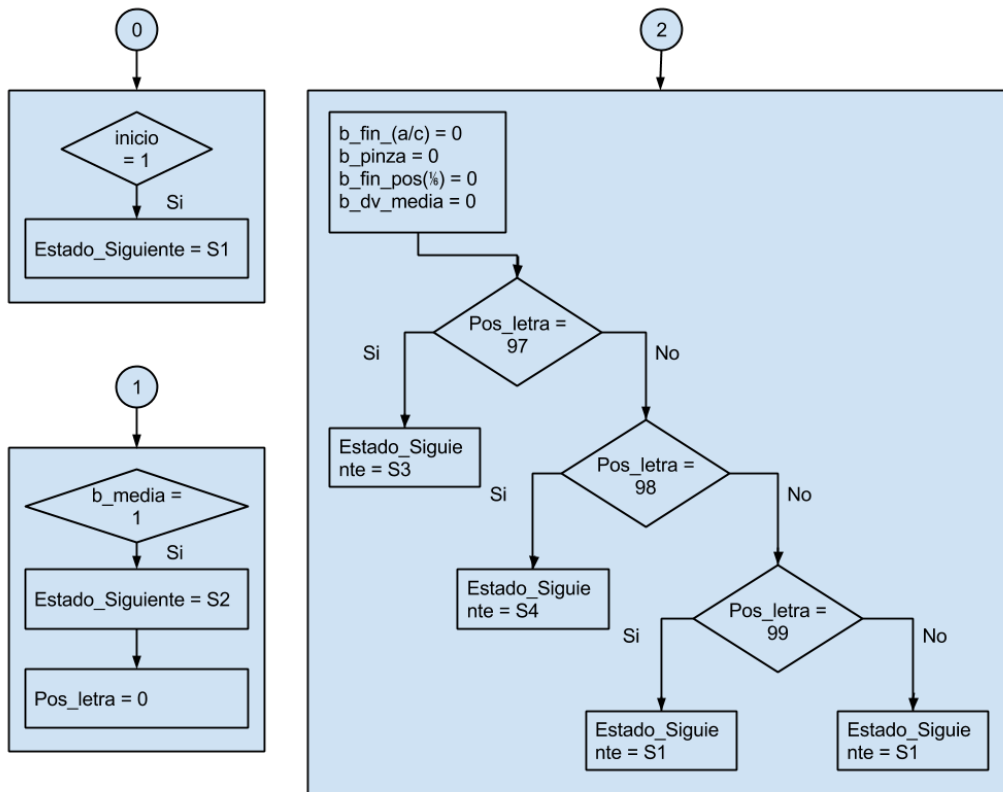 0
inicio
= 1
Si
Estado_Siguiente = S1
1
b_media =
1
Si
Estado_Siguiente = S2
Pos_letra = 0
2
b_fin_(a/c) = 0
b_pinza = 0
b_fin_pos(⅛) = 0
b_dv_media = 0
Pos_letra =
97
Si
No
Estado_Siguie
nte = S3
Pos_letra =
98
Si
No
Estado_Siguie
nte = S4
Pos_letra =
99
Si
No
Estado_Siguie
nte = S1
Estado_Siguie
nte = S1